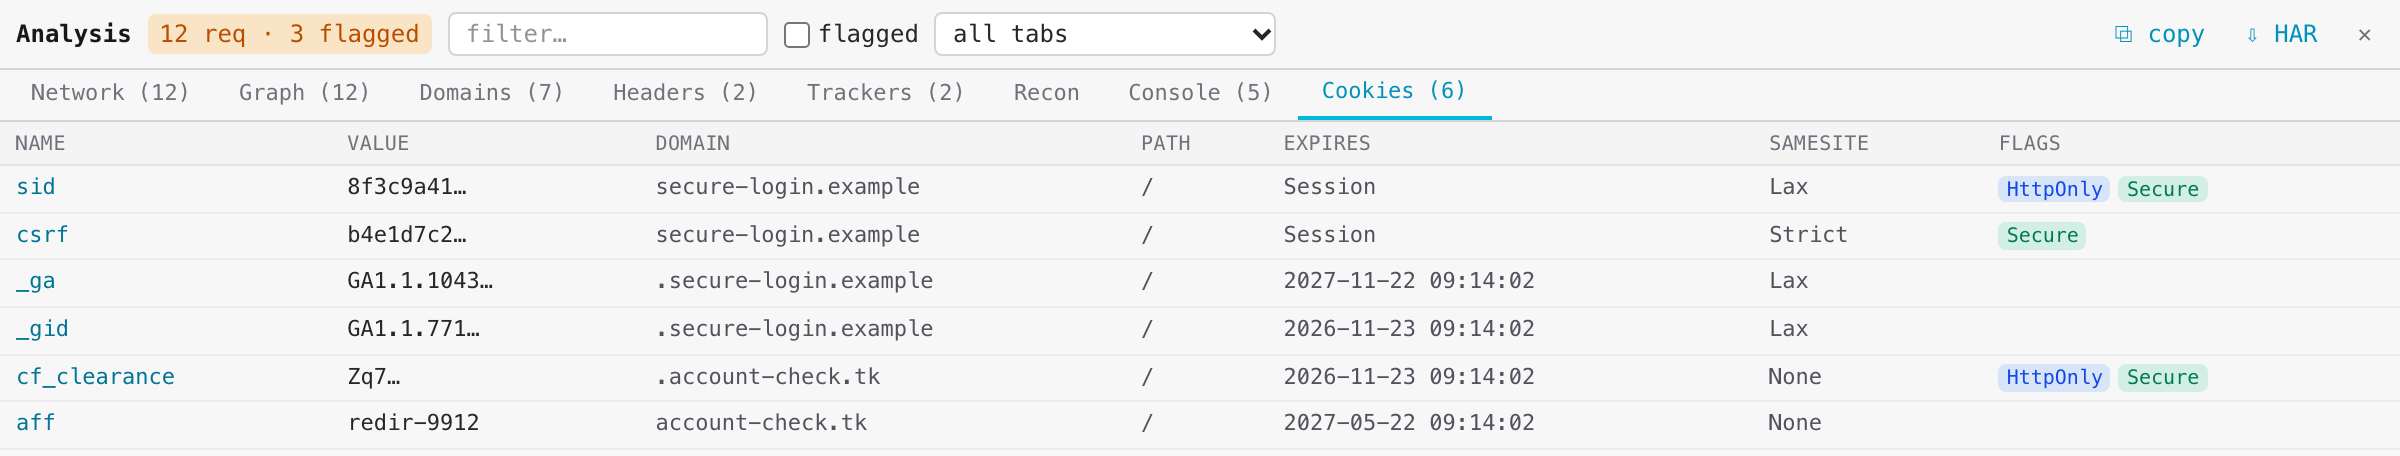 Analysis 12 req · 3 flagged filter… flagged all tabs ⧉ copy ⇩ HAR ×
Network (12) Graph (12) Domains (7) Headers (2) Trackers (2) Recon Console (5) Cookies (6)
NAME VALUE DOMAIN PATH EXPIRES SAMESITE FLAGS
sid 8f3c9a41… secure-login.example / Session Lax HttpOnly Secure
csrf b4e1d7c2… secure-login.example / Session Strict Secure
_ga GA1.1.1043… .secure-login.example / 2027-11-22 09:14:02 Lax
_gid GA1.1.771… .secure-login.example / 2026-11-23 09:14:02 Lax
cf_clearance Zq7… .account-check.tk / 2026-11-23 09:14:02 None HttpOnly Secure
aff redir-9912 account-check.tk / 2027-05-22 09:14:02 None